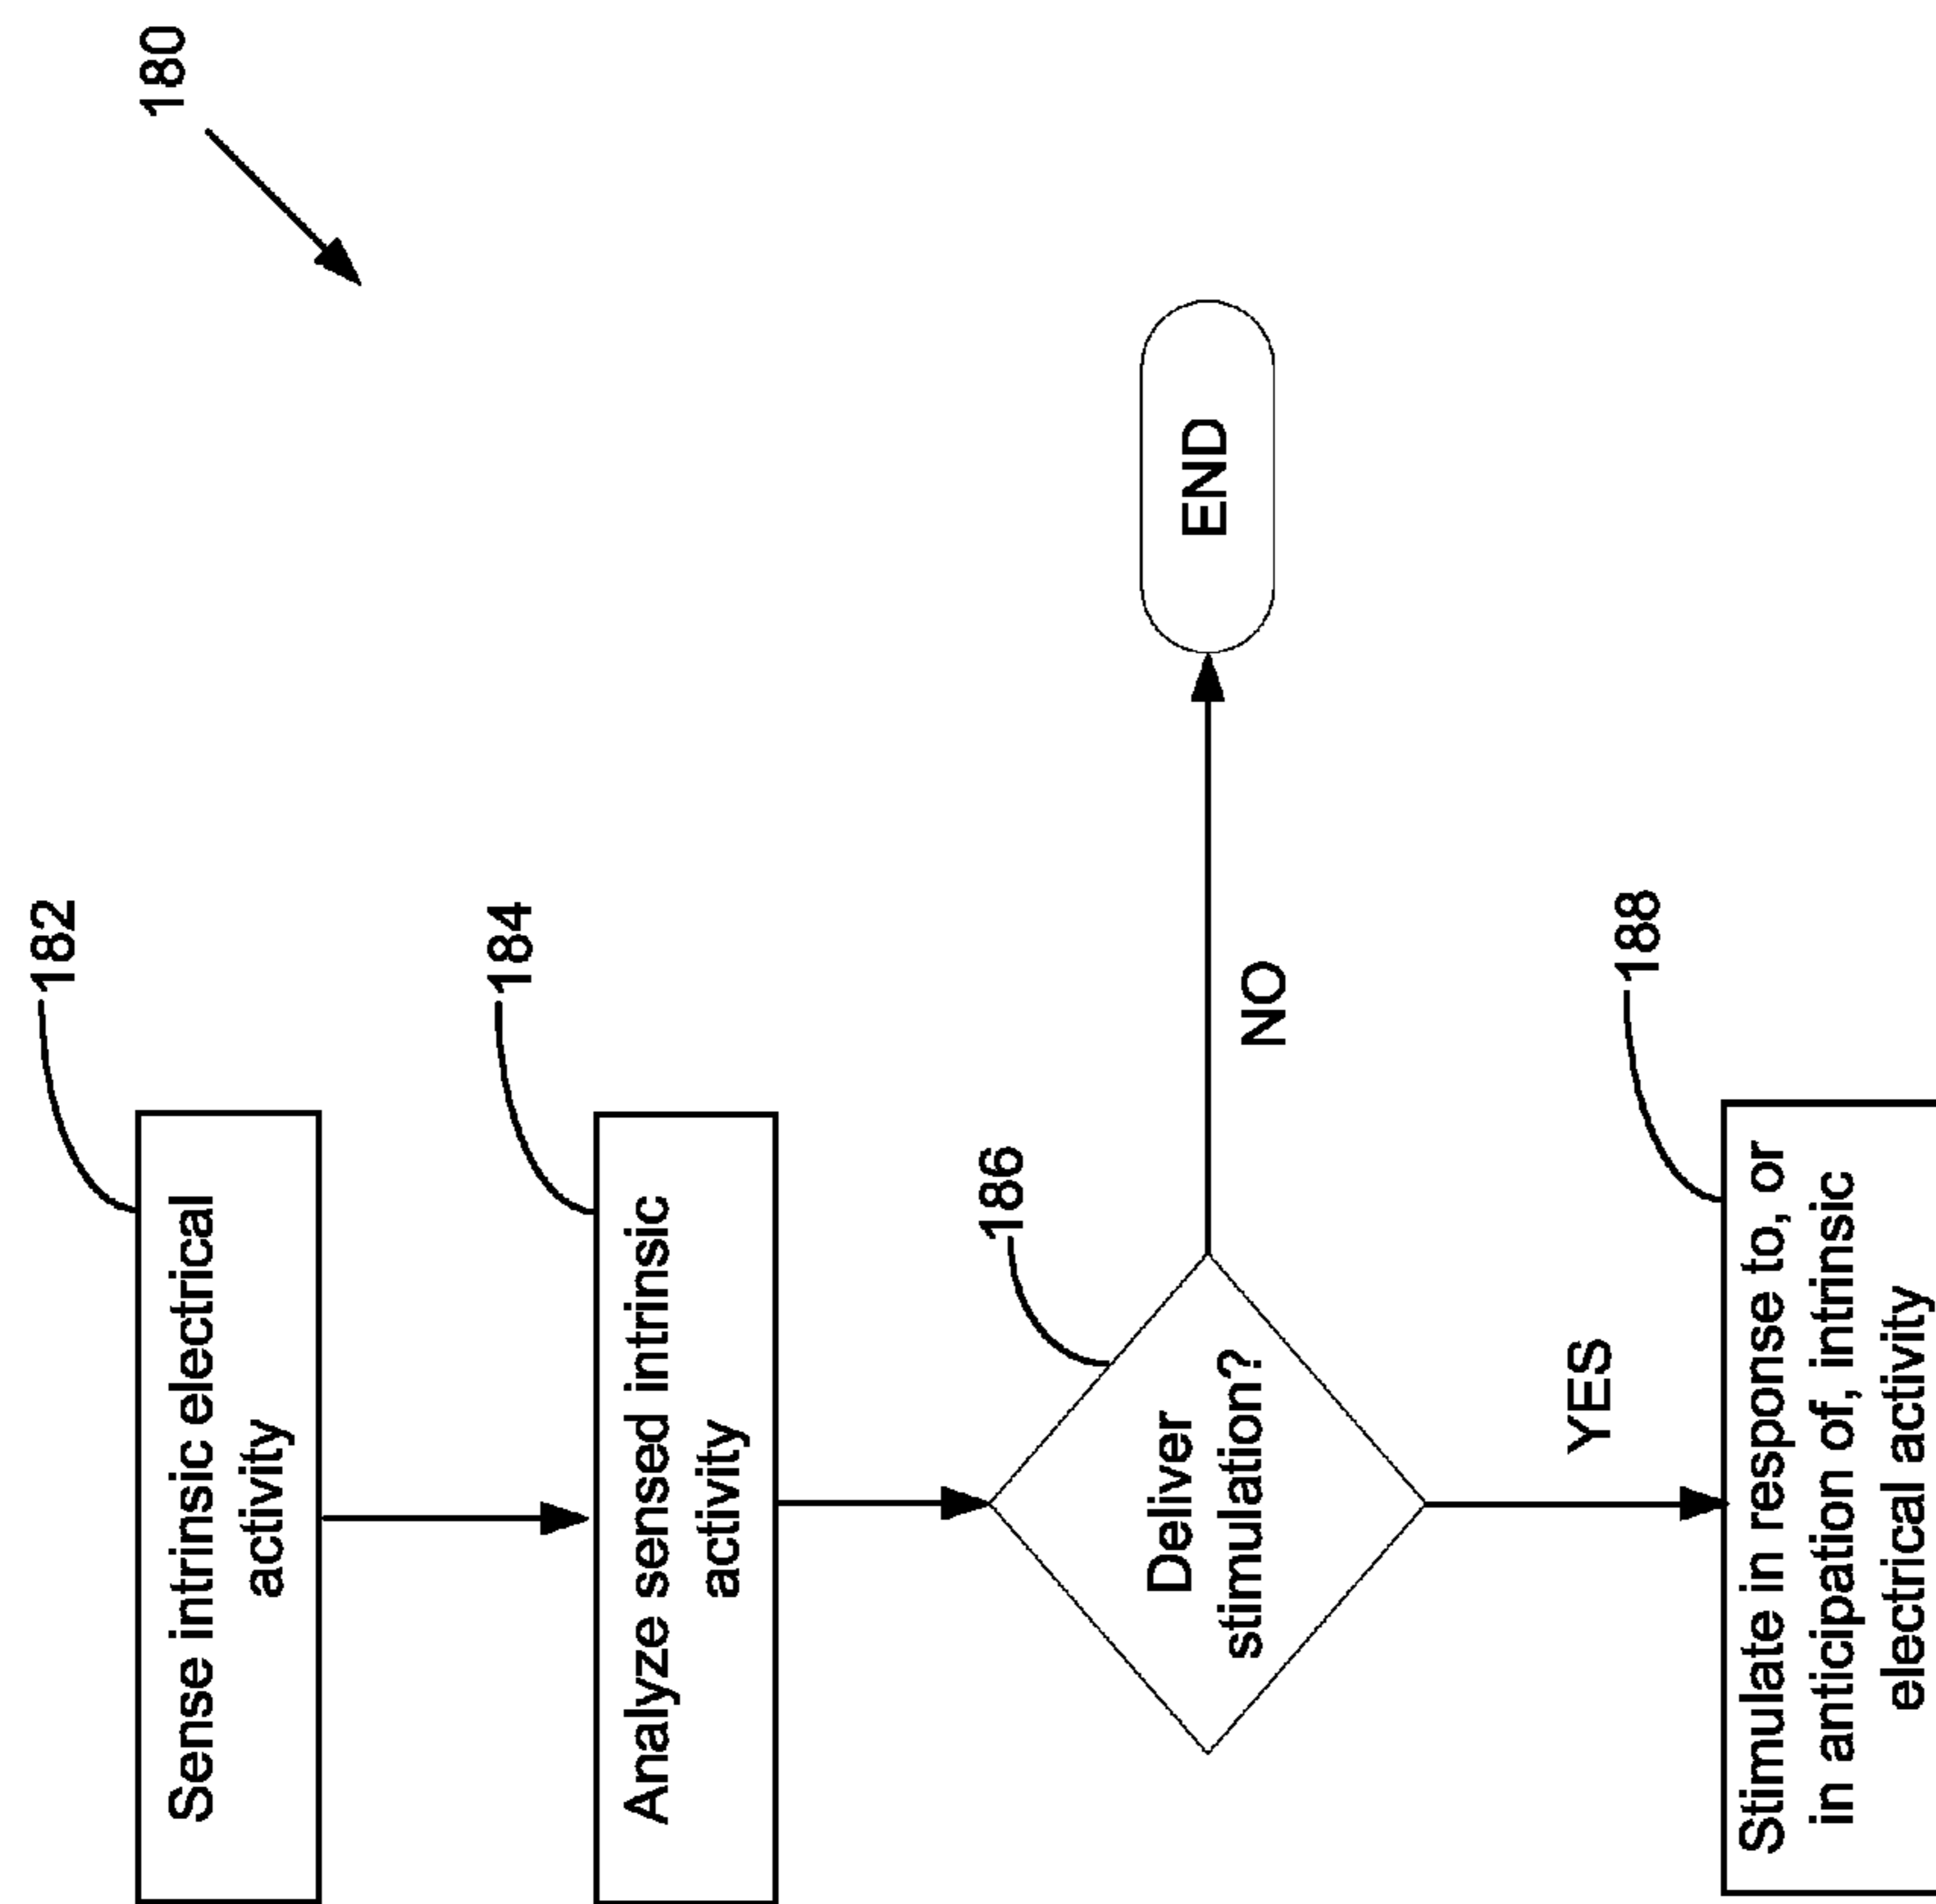 180
182
Sense intrinsic electrical
activity
184
Analyze sensed intrinsic
activity
186
Deliver
stimulation?
NO
END
YES
188
Stimulate in response to, or
in anticipation of, intrinsic
electrical activity